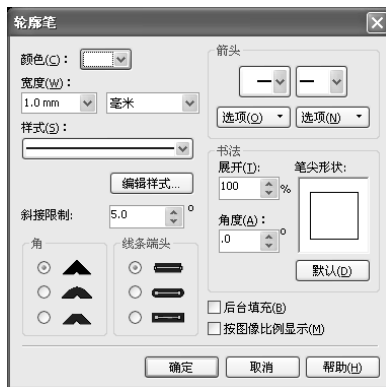 轮廓笔
颜色(C):
宽度(W):
1.0 mm 毫米
样式(S):
编辑样式...
斜接限制: 5.0 °
角
线条端头
箭头
选项(O) 选项(N)
书法
展开(T): 笔尖形状:
100 %
角度(A):
.0 °
默认(D)
后台填充(B)
按图像比例显示(M)
确定 取消 帮助(H)